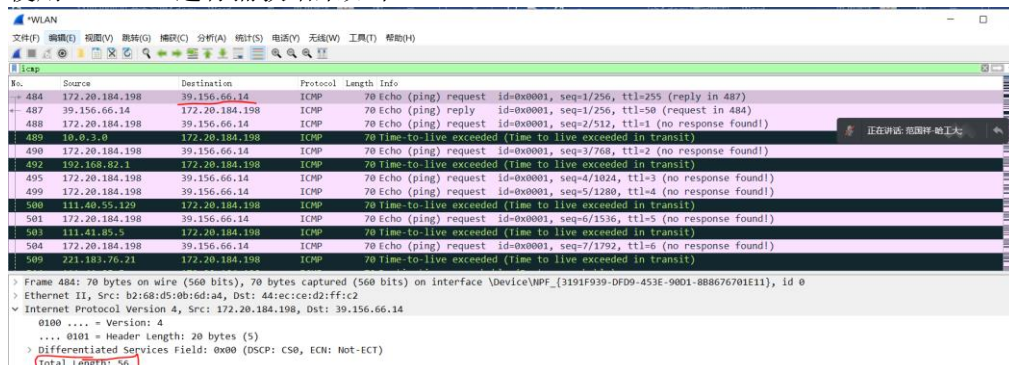 *WLAN
文件(F) 编辑(E) 视图(V) 跳转(G) 捕获(C) 分析(A) 统计(S) 电话(Y) 无线(W) 工具(T) 帮助(H)
icmp
No. Source Destination Protocol Length Info
484 172.20.184.198 39.156.66.14 ICMP 70 Echo (ping) request id=0x0001, seq=1/256, ttl=255 (reply in 487)
487 39.156.66.14 172.20.184.198 ICMP 70 Echo (ping) reply id=0x0001, seq=1/256, ttl=50 (request in 484)
488 172.20.184.198 39.156.66.14 ICMP 70 Echo (ping) request id=0x0001, seq=2/512, ttl=1 (no response found!)
489 10.0.3.0 172.20.184.198 ICMP 70 Time-to-live exceeded (Time to live exceeded in transit)
正在讲话: 范国祥-哈工大;
490 172.20.184.198 39.156.66.14 ICMP 70 Echo (ping) request id=0x0001, seq=3/768, ttl=2 (no response found!)
492 192.168.82.1 172.20.184.198 ICMP 70 Time-to-live exceeded (Time to live exceeded in transit)
495 172.20.184.198 39.156.66.14 ICMP 70 Echo (ping) request id=0x0001, seq=4/1024, ttl=3 (no response found!)
499 172.20.184.198 39.156.66.14 ICMP 70 Echo (ping) request id=0x0001, seq=5/1280, ttl=4 (no response found!)
500 111.40.55.129 172.20.184.198 ICMP 70 Time-to-live exceeded (Time to live exceeded in transit)
501 172.20.184.198 39.156.66.14 ICMP 70 Echo (ping) request id=0x0001, seq=6/1536, ttl=5 (no response found!)
503 111.41.85.5 172.20.184.198 ICMP 70 Time-to-live exceeded (Time to live exceeded in transit)
504 172.20.184.198 39.156.66.14 ICMP 70 Echo (ping) request id=0x0001, seq=7/1792, ttl=6 (no response found!)
509 221.183.76.21 172.20.184.198 ICMP 70 Time-to-live exceeded (Time to live exceeded in transit)
> Frame 484: 70 bytes on wire (560 bits), 70 bytes captured (560 bits) on interface \Device\NPF_{3191F939-DFD9-453E-90D1-8B8676701E11}, id 0
> Ethernet II, Src: b2:68:d5:0b:6d:a4, Dst: 44:ec:ce:d2:ff:c2
Internet Protocol Version 4, Src: 172.20.184.198, Dst: 39.156.66.14
0100 .... = Version: 4
.... 0101 = Header Length: 20 bytes (5)
> Differentiated Services Field: 0x00 (DSCP: CS0, ECN: Not-ECT)
Total Length: 56